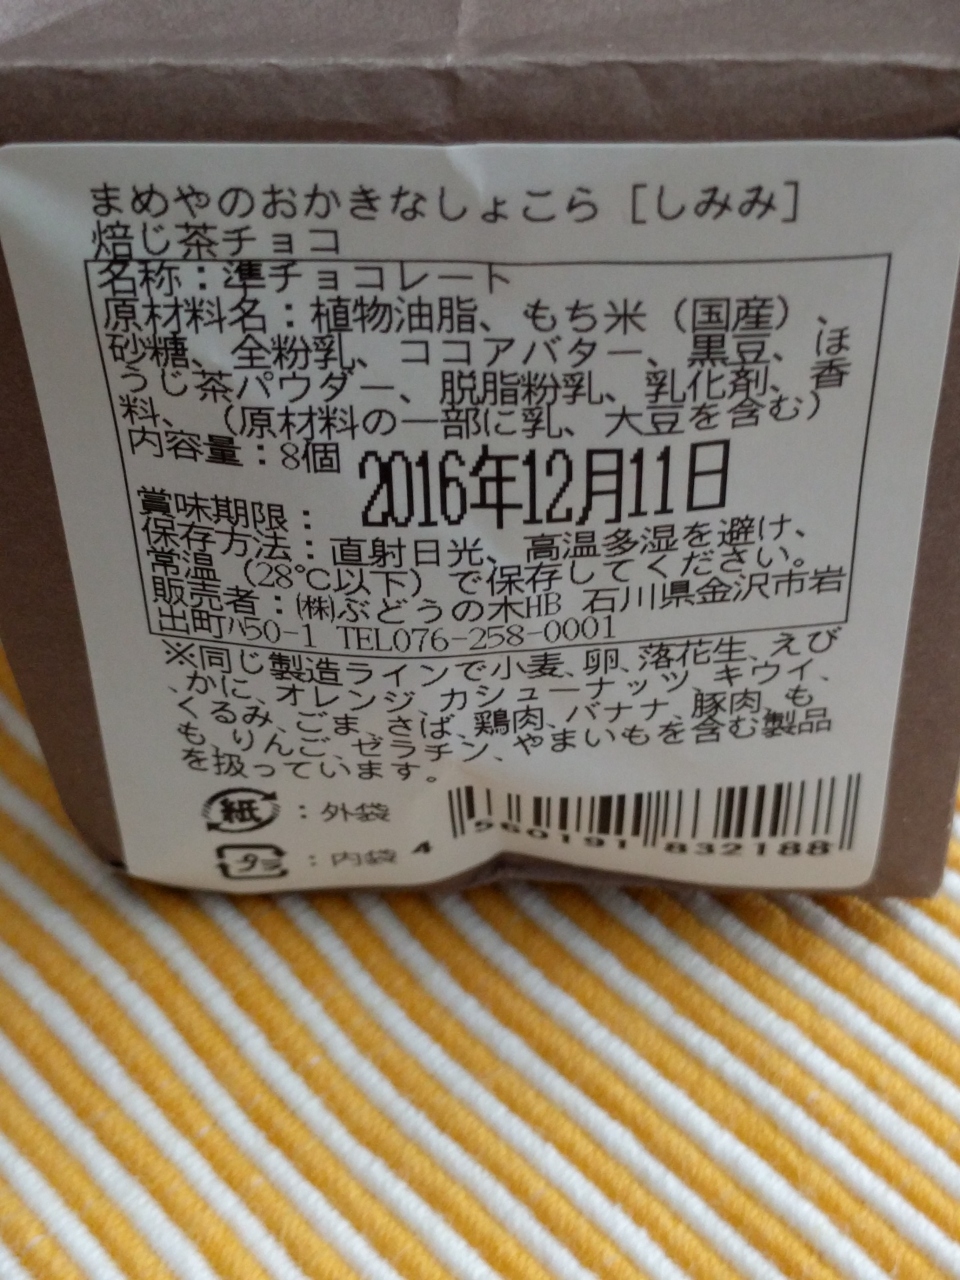 まめやのおかきなしょこら［しみみ］
焙じ茶チョコ
名称：準チョコレート
原材料名：植物油脂、もち米（国産）、
砂糖、全粉乳、ココアバター、黒豆、ほ
うじ茶パウダー、脱脂粉乳、乳化剤、香
料、（原材料の一部に乳、大豆を含む）
内容量：8個
賞味期限： 2016年12月11日
保存方法：直射日光、高温多湿を避け、
常温（28℃以下）で保存してください。
販売者：㈱ぶどうの木HB 石川県金沢市岩
出町ﾊ50-1 TEL076-258-0001
※同じ製造ラインで小麦、卵、落花生、えび
、かに、オレンジ、カシューナッツ、キウイ、
くるみ、ごま、さば、鶏肉、バナナ、豚肉、も
も、りんご、ゼラチン、やまいもを含む製品
を扱っています。
紙：外袋
プラ：内袋
4 560191 832188